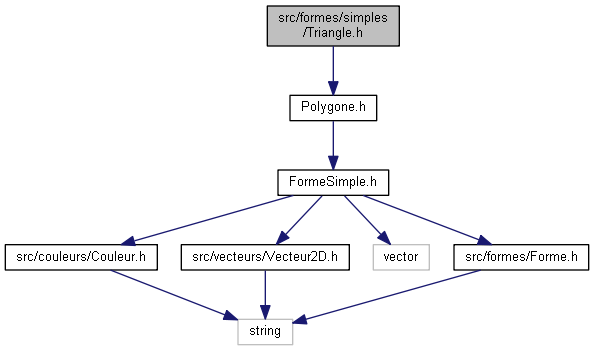 src/formes/simples
/Triangle.h
Polygone.h
FormeSimple.h
src/couleurs/Couleur.h
src/vecteurs/Vecteur2D.h
vector
src/formes/Forme.h
string